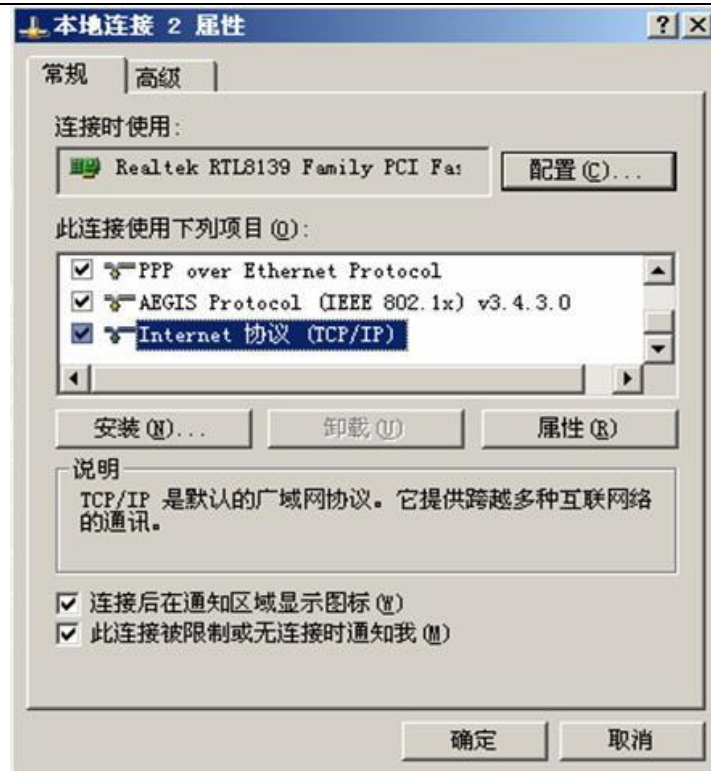 本地连接 2 属性
常规
高级
连接时使用:
Realtek RTL8139 Family PCI Fa
配置(C)...
此连接使用下列项目(O):
PPP over Ethernet Protocol
AEGIS Protocol (IEEE 802.1x) v3.4.3.0
Internet 协议 (TCP/IP)
安装(N)...
卸载(U)
属性(R)
说明
TCP/IP 是默认的广域网协议。它提供跨越多种互联网络
的通讯。
连接后在通知区域显示图标(W)
此连接被限制或无连接时通知我(M)
确定
取消